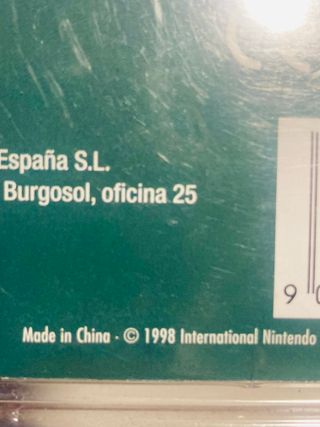 España S.L.
Burgosol, oficina 25
9
Made in China · © 1998 International Nintendo